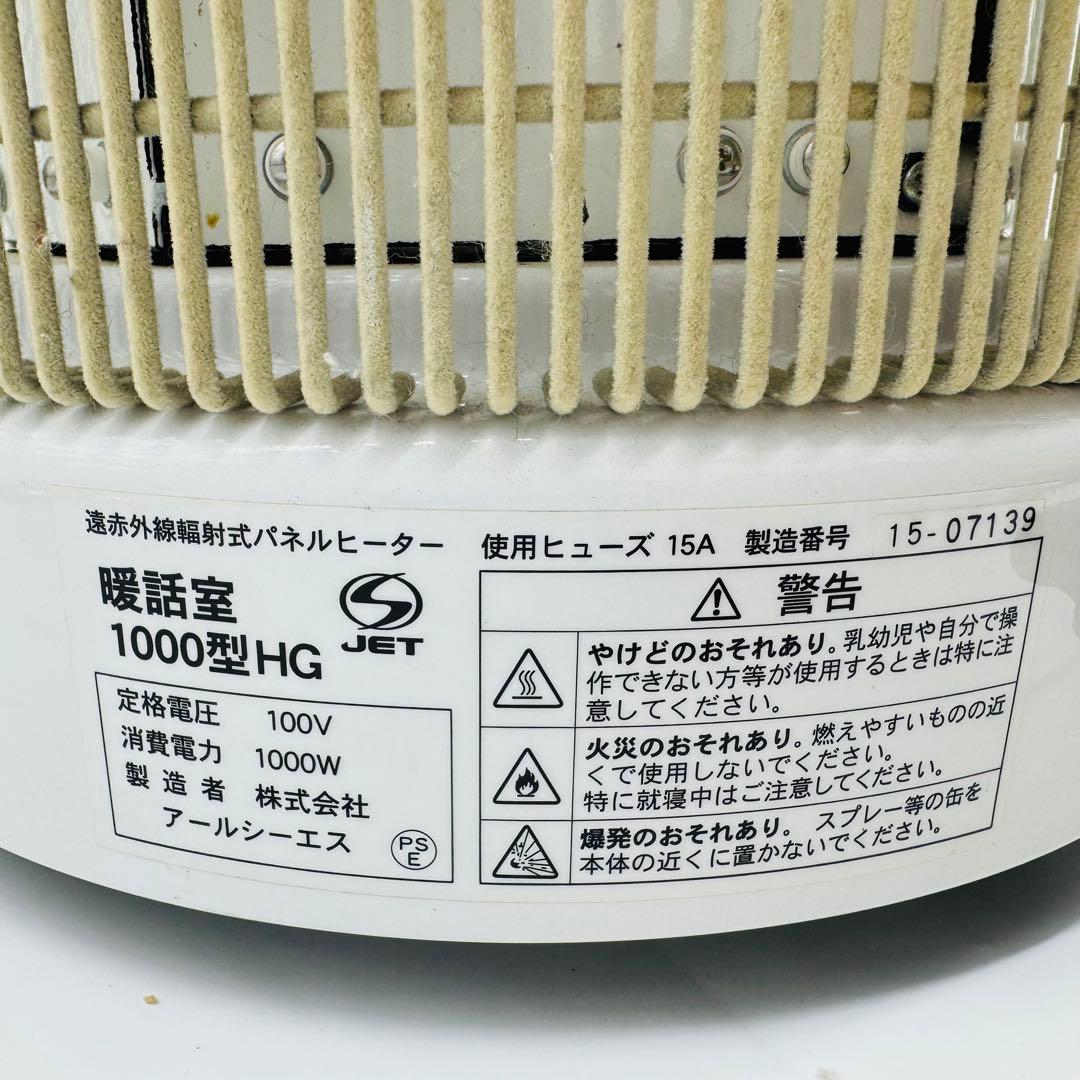 遠赤外線輻射式パネルヒーター
暖話室
1000型HG
JET
定格電圧 100V
消費電力 1000W
製造者 株式会社
アールシーエス
PS
E
使用ヒューズ 15A 製造番号 15-07139
警告
やけどのおそれあり。乳幼児や自分で操
作できない方等が使用するときは特に注
意してください。
火災のおそれあり。燃えやすいものの近
くで使用しないでください。
特に就寝中はご注意してください。
爆発のおそれあり。 スプレー等の缶を
本体の近くに置かないでください。